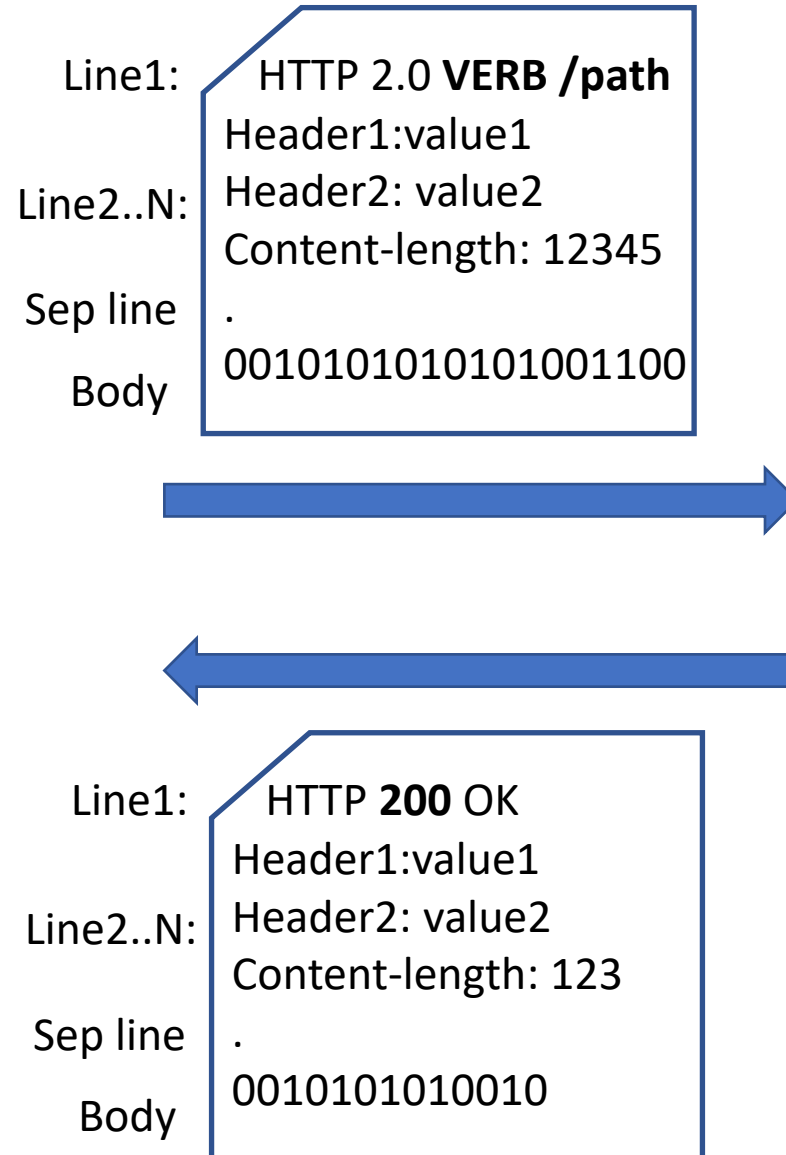 Line1: HTTP 2.0 VERB /path
Header1:value1
Line2..N: Header2: value2
Content-length: 12345
Sep line .
Body 0010101010101001100
Line1: HTTP 200 OK
Header1:value1
Line2..N: Header2: value2
Content-length: 123
Sep line .
Body 0010101010010